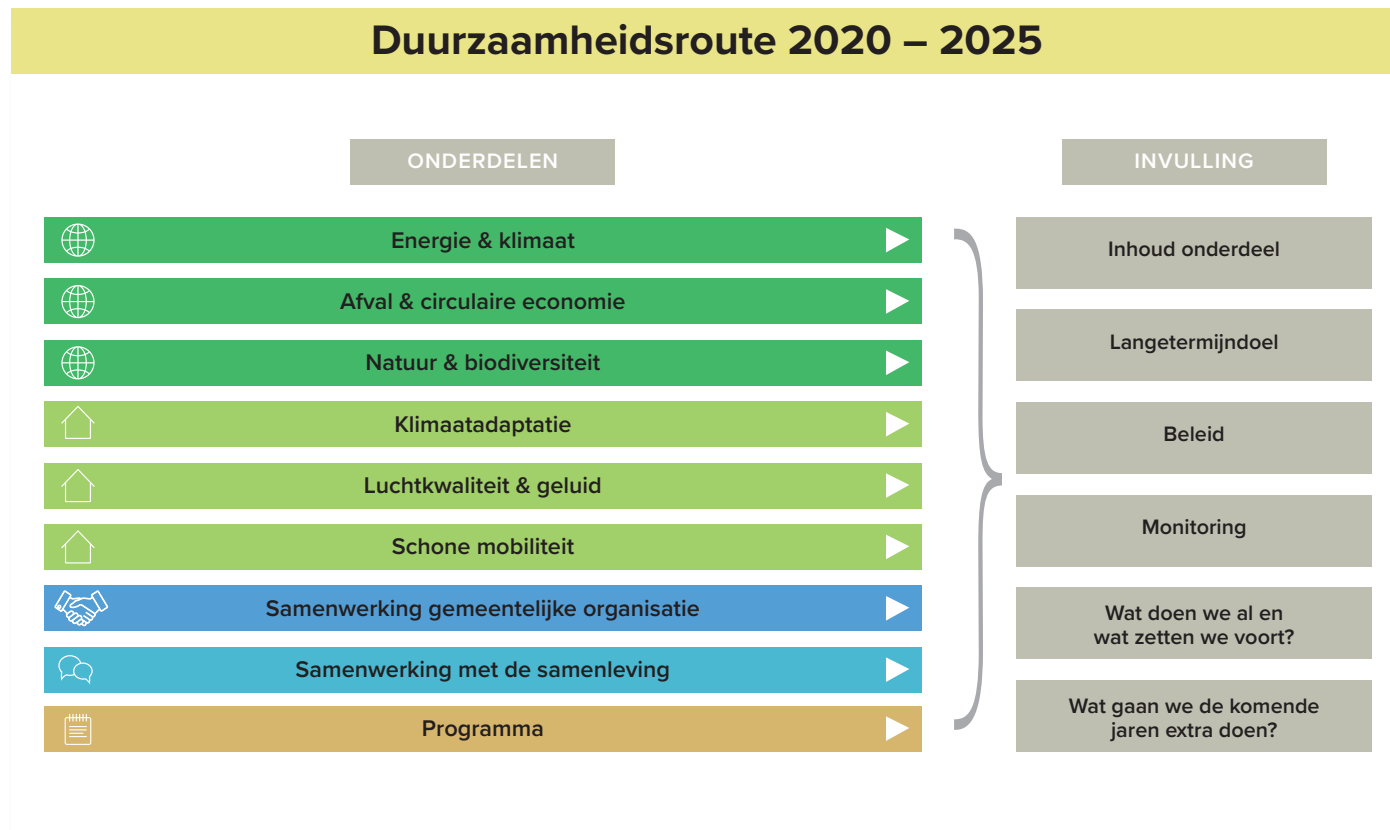 Duurzaamheidsroute 2020 – 2025
ONDERDELEN
Energie & klimaat
Afval & circulaire economie
Natuur & biodiversiteit
Klimaatadaptatie
Luchtkwaliteit & geluid
Schone mobiliteit
Samenwerking gemeentelijke organisatie
Samenwerking met de samenleving
Programma
INVULLING
Inhoud onderdeel
Langetermijndoel
Beleid
Monitoring
Wat doen we al en
wat zetten we voort?
Wat gaan we de komende
jaren extra doen?